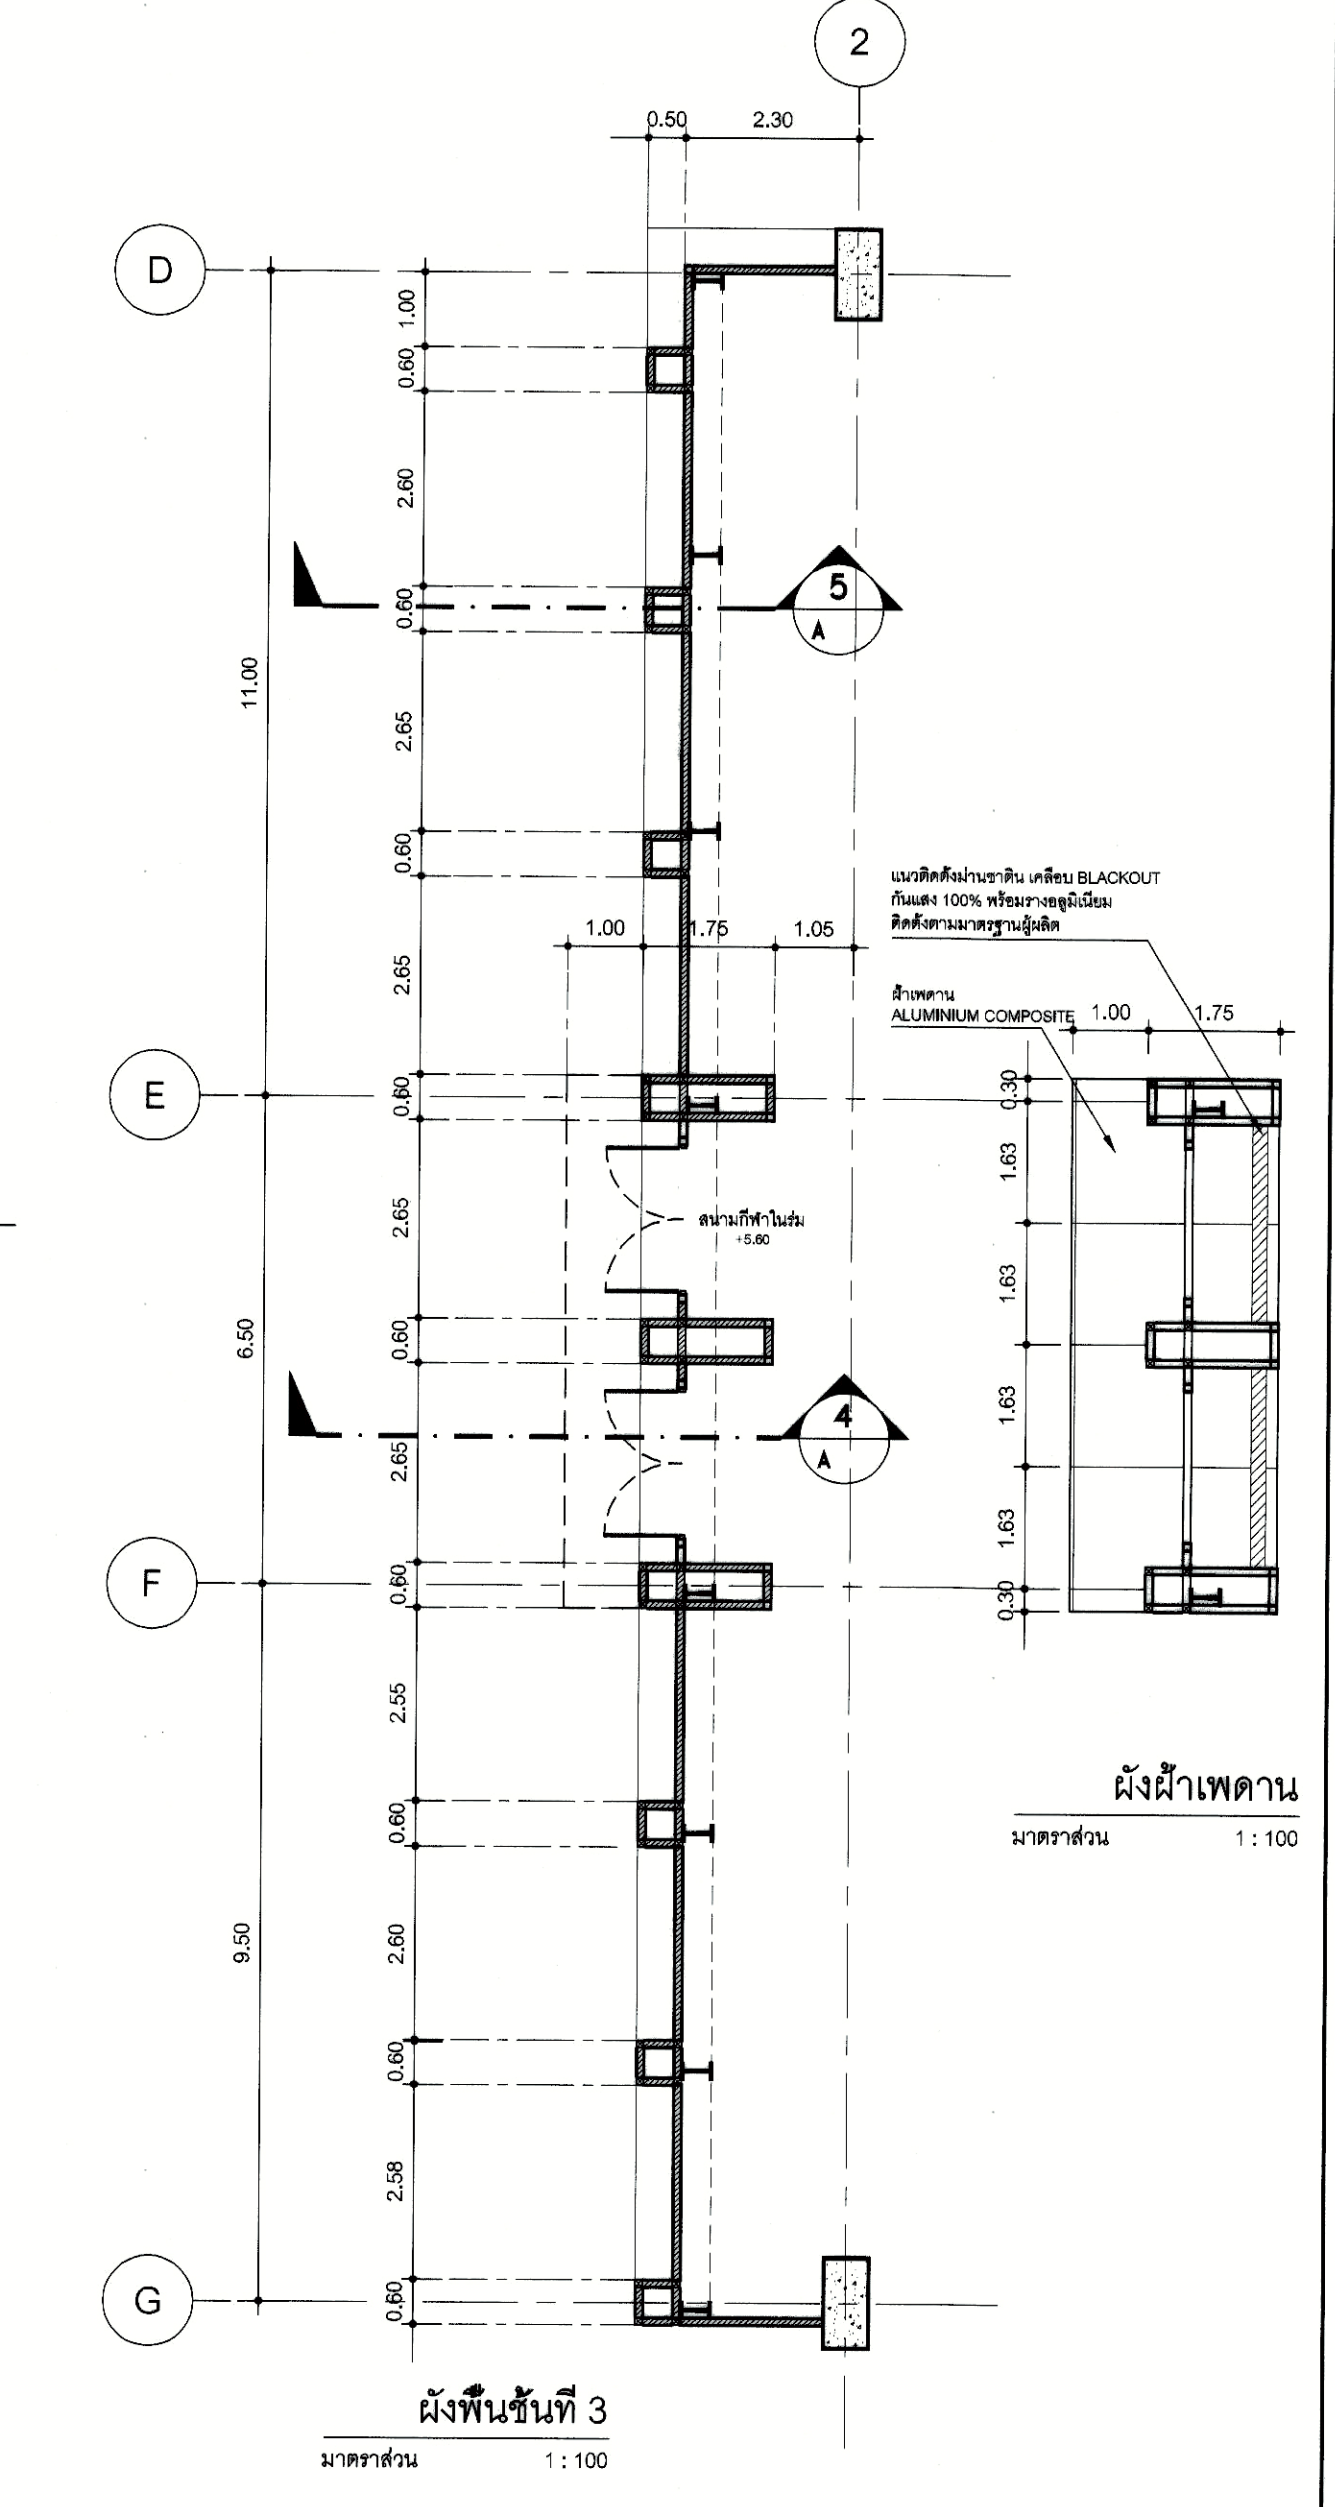 2
0.50 2.30
D
1.00
0.60
2.60
0.60
5
A
11.00
2.65
0.60
แนวติดตั้งม่านซาติน เคลือบ BLACKOUT
กันแสง 100% พร้อมรางอลูมิเนียม
ติดตั้งตามมาตรฐานผู้ผลิต
1.00 1.75 1.05
2.65
ฝ้าเพดาน
ALUMINIUM COMPOSITE
1.00 1.75
E
0.60
0.30
1.63
2.65
สนามกีฬาในร่ม
+5.60
1.63
6.50
0.60
4
A
1.63
2.65
1.63
F
0.60
0.30
2.55
ผังฝ้าเพดาน
มาตราส่วน 1 : 100
0.60
9.50
2.60
0.60
2.58
G
0.60
ผังพื้นชั้นที่ 3
มาตราส่วน 1 : 100